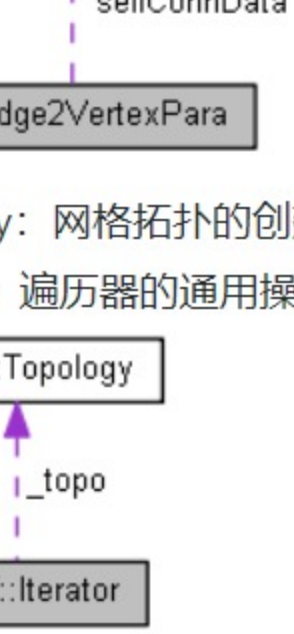 selfConnData
dge2VertexPara
y：网格拓扑的创
遍历器的通用操
Topology
_topo
::Iterator